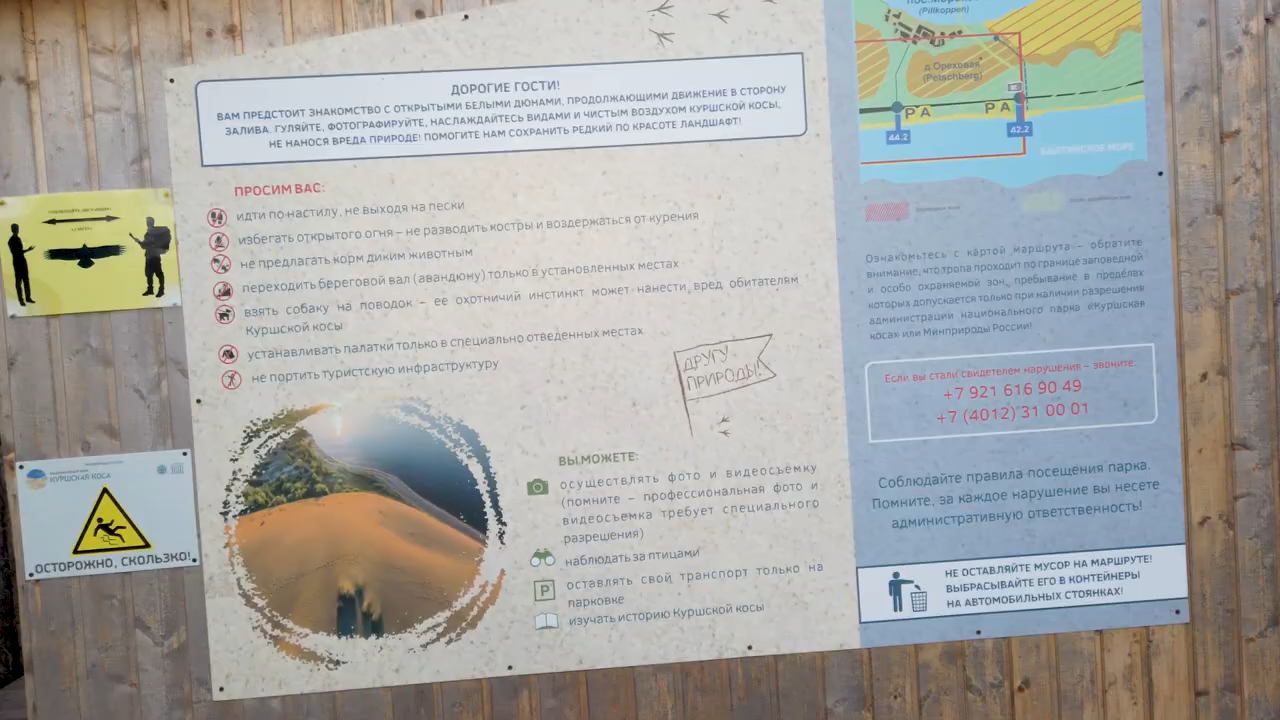 ДОРОГИЕ ГОСТИ!
ВАМ ПРЕДСТОИТ ЗНАКОМСТВО С ОТКРЫТЫМИ БЕЛЫМИ ДЮНАМИ, ПРОДОЛЖАЮЩИМИ ДВИЖЕНИЕ В СТОРОНУ
ЗАЛИВА. ГУЛЯЙТЕ, ФОТОГРАФИРУЙТЕ, НАСЛАЖДАЙТЕСЬ ВИДАМИ И ЧИСТЫМ ВОЗДУХОМ КУРШСКОЙ КОСЫ,
НЕ НАНОСЯ ВРЕДА ПРИРОДЕ! ПОМОГИТЕ НАМ СОХРАНИТЬ РЕДКИЙ ПО КРАСОТЕ ЛАНДШАФТ!
ПРОСИМ ВАС:
идти по настилу, не выходя на пески
избегать открытого огня – не разводить костры и воздержаться от курения
не предлагать корм диким животным
переходить береговой вал (авандюну) только в установленных местах
взять собаку на поводок – ее охотничий инстинкт может нанести вред обитателям
Куршской косы
устанавливать палатки только в специально отведенных местах
не портить туристскую инфраструктуру
ДРУГУ
ПРИРОДЫ!
ВЫ МОЖЕТЕ:
осуществлять фото и видеосъёмку
(помните – профессиональная фото и
видеосъемка требует специального
разрешения)
наблюдать за птицами
P
оставлять свой транспорт только на
парковке
изучать историю Куршской косы
(Pillkoppen)
д.Ореховая
(Petschberg)
P A
P A
44.2
42.2
БАЛТИЙСКОЕ МОРЕ
Ознакомьтесь с картой маршрута – обратите
внимание, что тропа проходит по границе заповедной
и особо охраняемой зон, пребывание в пределах
которых допускается только при наличии разрешения
администрации национального парка «Куршская
коса» или Минприроды России!
Если вы стали свидетелем нарушения – звоните:
+7 921 616 90 49
+7 (4012) 31 00 01
Соблюдайте правила посещения парка.
Помните, за каждое нарушение вы несете
административную ответственность!
НЕ ОСТАВЛЯЙТЕ МУСОР НА МАРШРУТЕ!
ВЫБРАСЫВАЙТЕ ЕГО В КОНТЕЙНЕРЫ
НА АВТОМОБИЛЬНЫХ СТОЯНКАХ!
КУРШСКАЯ КОСА
ОСТОРОЖНО, СКОЛЬЗКО!